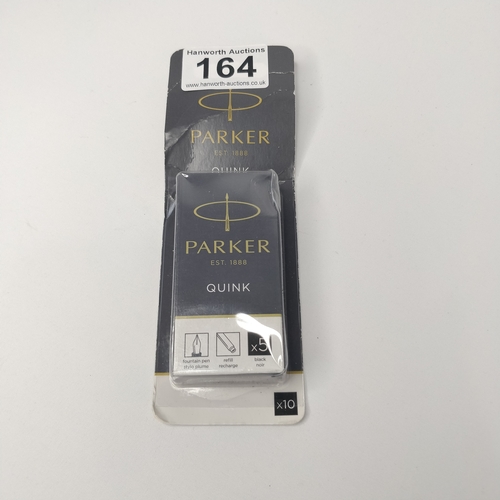 Hanworth Auctions
164
www.hanworth-auctions.co.uk
PARKER
EST. 1888
QUINK
PARKER
EST. 1888
QUINK
x5
fountain pen
stylo plume
refill
recharge
black
noir
x10